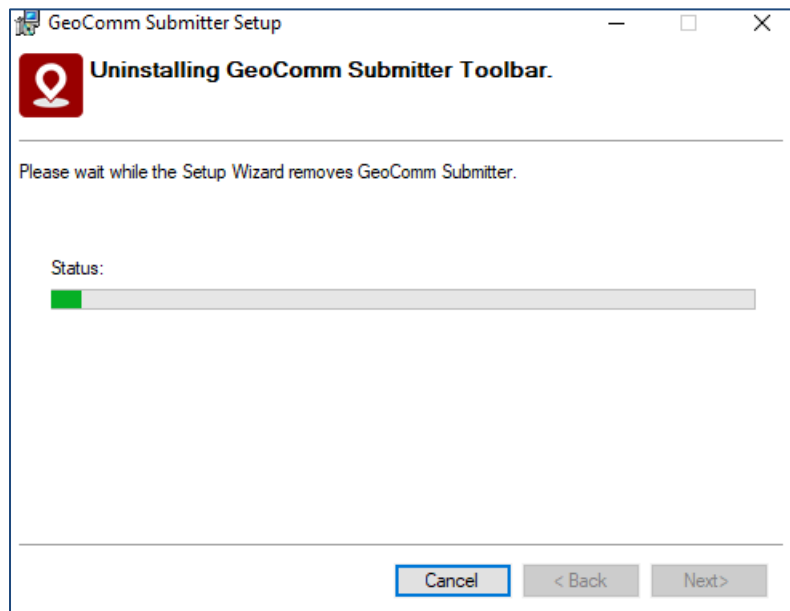 GeoComm Submitter Setup
Uninstalling GeoComm Submitter Toolbar.
Please wait while the Setup Wizard removes GeoComm Submitter.
Status:
Cancel
< Back
Next>